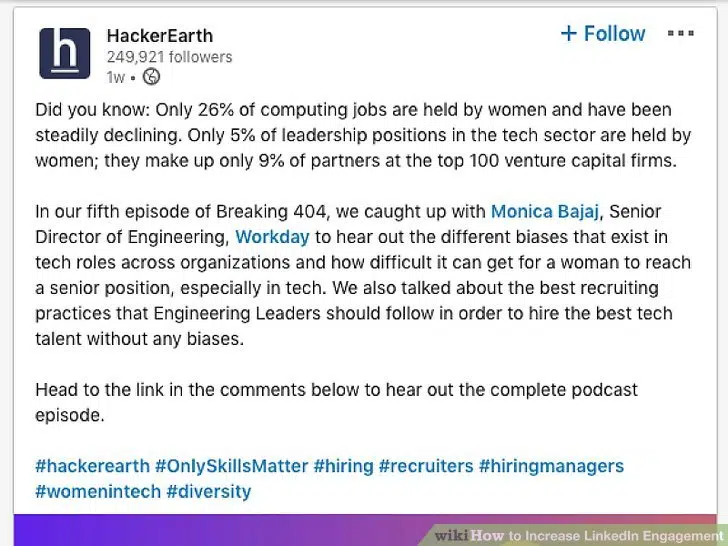 h
HackerEarth
+ Follow
249,921 followers
1w •
Did you know: Only 26% of computing jobs are held by women and have been
steadily declining. Only 5% of leadership positions in the tech sector are held by
women; they make up only 9% of partners at the top 100 venture capital firms.
In our fifth episode of Breaking 404, we caught up with Monica Bajaj, Senior
Director of Engineering, Workday to hear out the different biases that exist in
tech roles across organizations and how difficult it can get for a woman to reach
a senior position, especially in tech. We also talked about the best recruiting
practices that Engineering Leaders should follow in order to hire the best tech
talent without any biases.
Head to the link in the comments below to hear out the complete podcast
episode.
#hackerearth #OnlySkillsMatter #hiring #recruiters #hiringmanagers
#womenintech #diversity
wikiHow to Increase LinkedIn Engagement